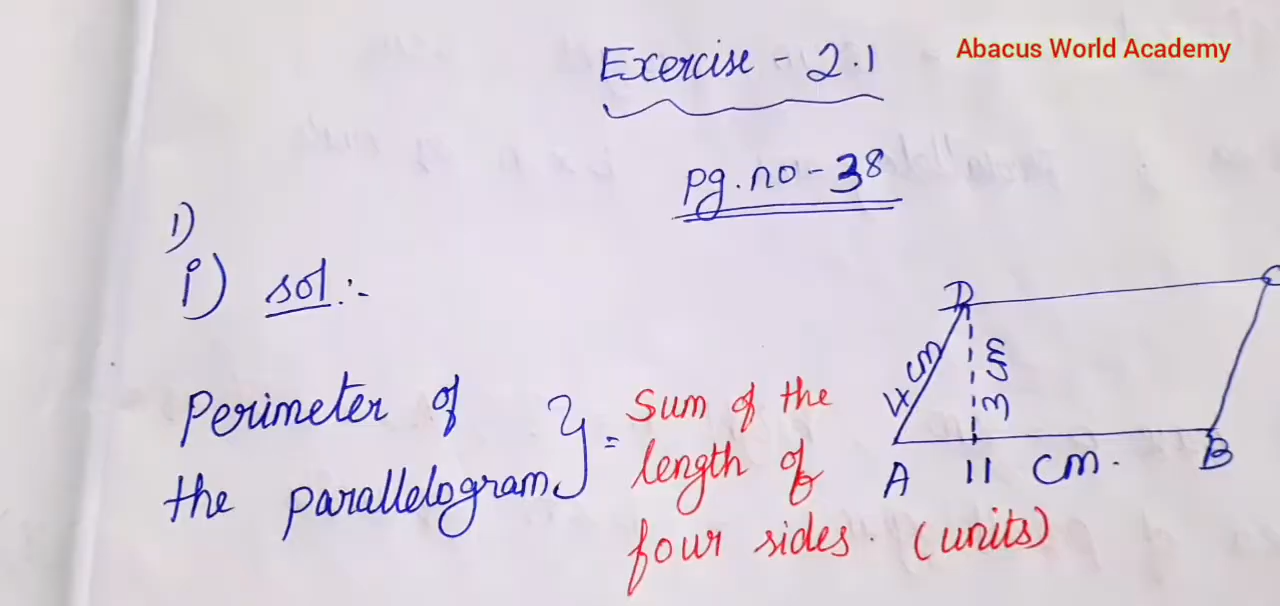 Abacus World Academy
Exercise - 2.1
Pg.no-38
1)
i) sol:-
D
C
4 cm
3 cm
A 11 cm. B
Perimeter of
the parallelogram } =
Sum of the
length of
four sides. (units)